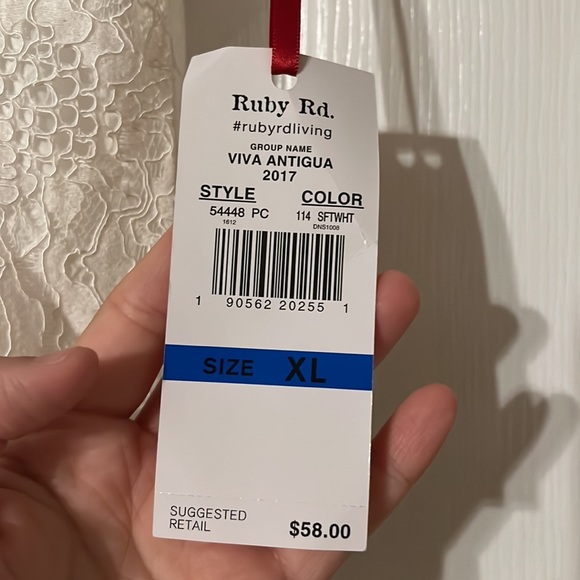 Ruby Rd.
#rubyrdliving
GROUP NAME
VIVA ANTIGUA
2017
STYLE COLOR
54448 PC 114 SFTWHT
1612 DNS1008
1 90562 20255 1
SIZE XL
SUGGESTED
RETAIL $58.00